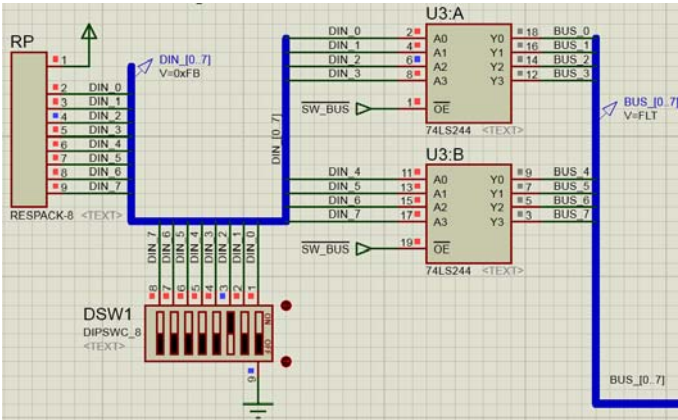 U3:A
RP
1
2 DIN_0
3 DIN_1
4 DIN_2
5 DIN_3
6 DIN_4
7 DIN_5
8 DIN_6
9 DIN_7
RESPACK-8 <TEXT>
DIN_[0..7]
V=0xFB
DIN_[0..7]
DIN_0 2 A0 Y0 18 BUS_0
DIN_1 4 A1 Y1 16 BUS_1
DIN_2 6 A2 Y2 14 BUS_2
DIN_3 8 A3 Y3 12 BUS_3
SW_BUS 1 OE
74LS244 <TEXT>
BUS_[0..7]
V=FLT
U3:B
DIN_4 11 A0 Y0 9 BUS_4
DIN_5 13 A1 Y1 7 BUS_5
DIN_6 15 A2 Y2 5 BUS_6
DIN_7 17 A3 Y3 3 BUS_7
SW_BUS 19 OE
74LS244 <TEXT>
DIN_7 DIN_6 DIN_5 DIN_4 DIN_3 DIN_2 DIN_1 DIN_0
8 7 6 5 4 3 2 1
DSW1
DIPSWC_8
<TEXT>
ON
OFF
9
BUS_[0..7]